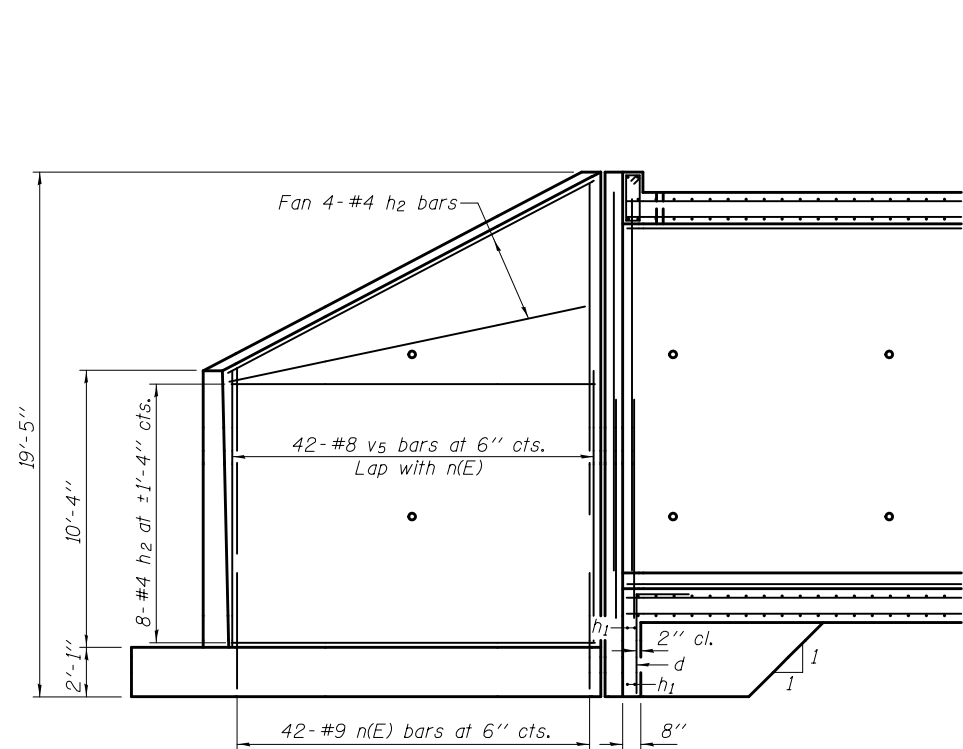 Fan 4-#4 h2 bars
19'-5"
10'-4"
8-#4 h2 at ±1'-4" cts.
42-#8 v5 bars at 6" cts.
Lap with n(E)
2'-1"
h1
2" cl.
d
h1
1
1
42-#9 n(E) bars at 6" cts.
8"